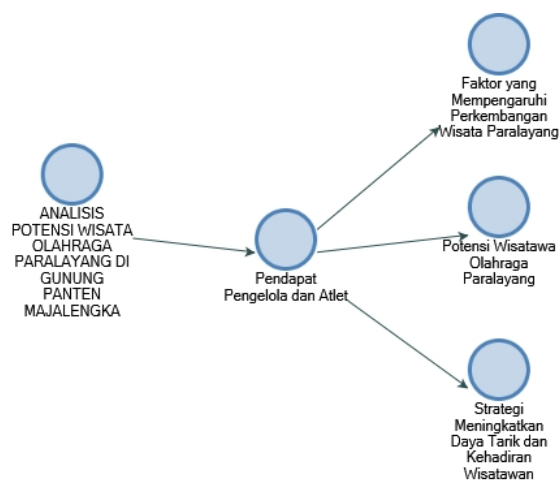 ANALISIS
POTENSI WISATA
OLAHRAGA
PARALAYANG DI
GUNUNG
PANTEN
MAJALENGKA
Pendapat
Pengelola dan Atlet
Faktor yang
Mempengaruhi
Perkembangan
Wisata Paralayang
Potensi Wisatawa
Olahraga
Paralayang
Strategi
Meningkatkan
Daya Tarik dan
Kehadiran
Wisatawan